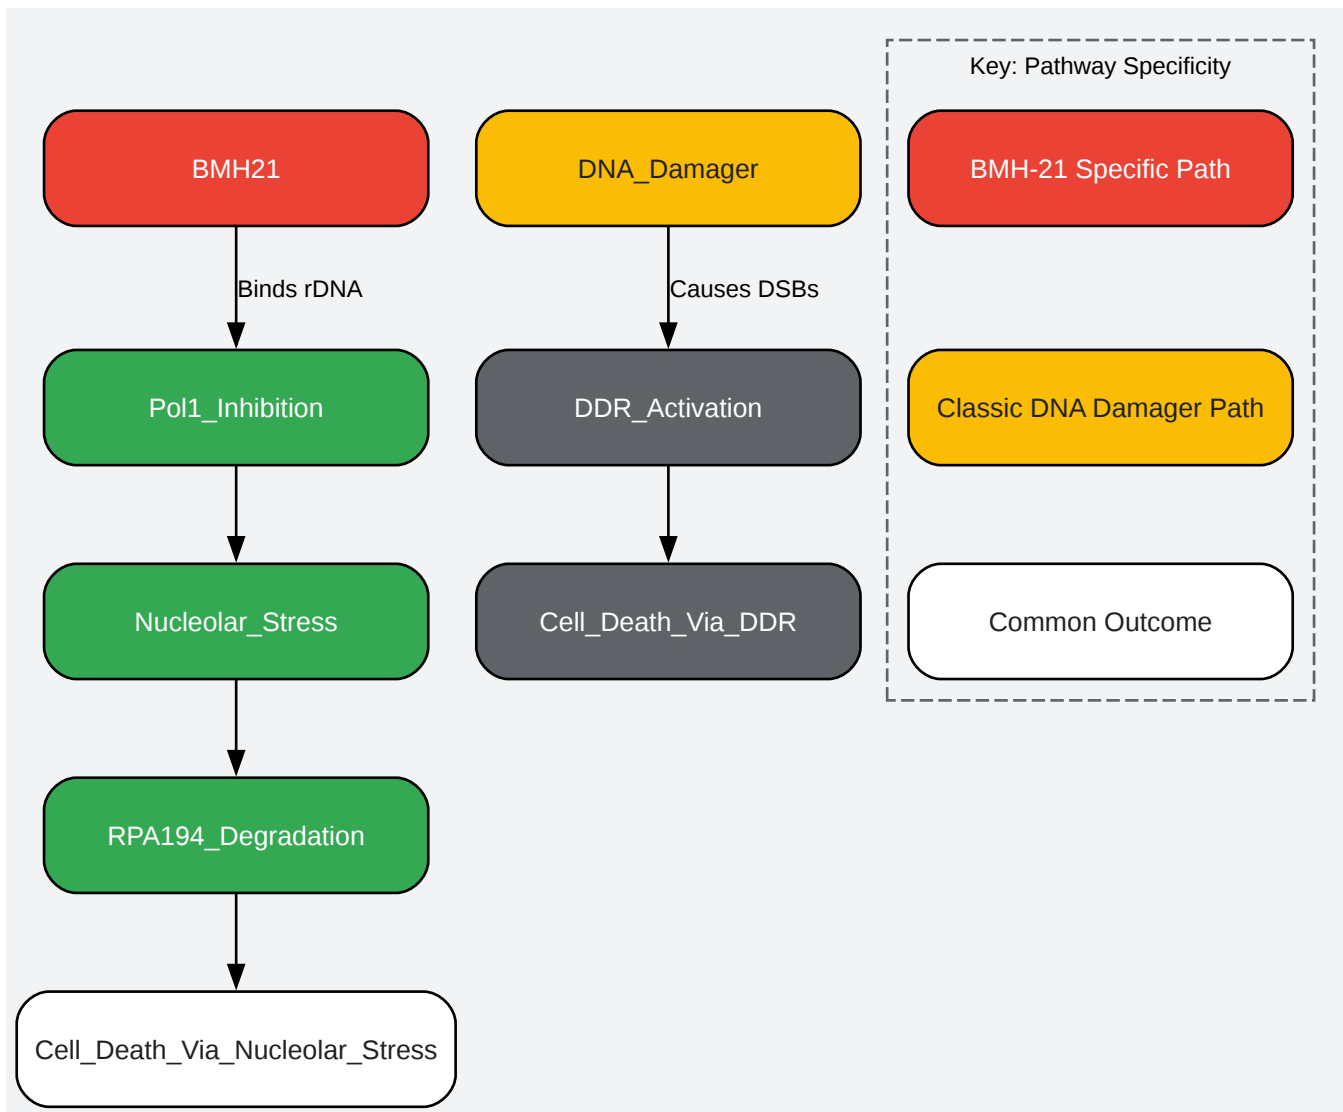 Key: Pathway Specificity
BMH21
DNA_Damager
BMH-21 Specific Path
Binds rDNA
Causes DSBs
Pol1_Inhibition
DDR_Activation
Classic DNA Damager Path
Nucleolar_Stress
Cell_Death_Via_DDR
Common Outcome
RPA194_Degradation
Cell_Death_Via_Nucleolar_Stress